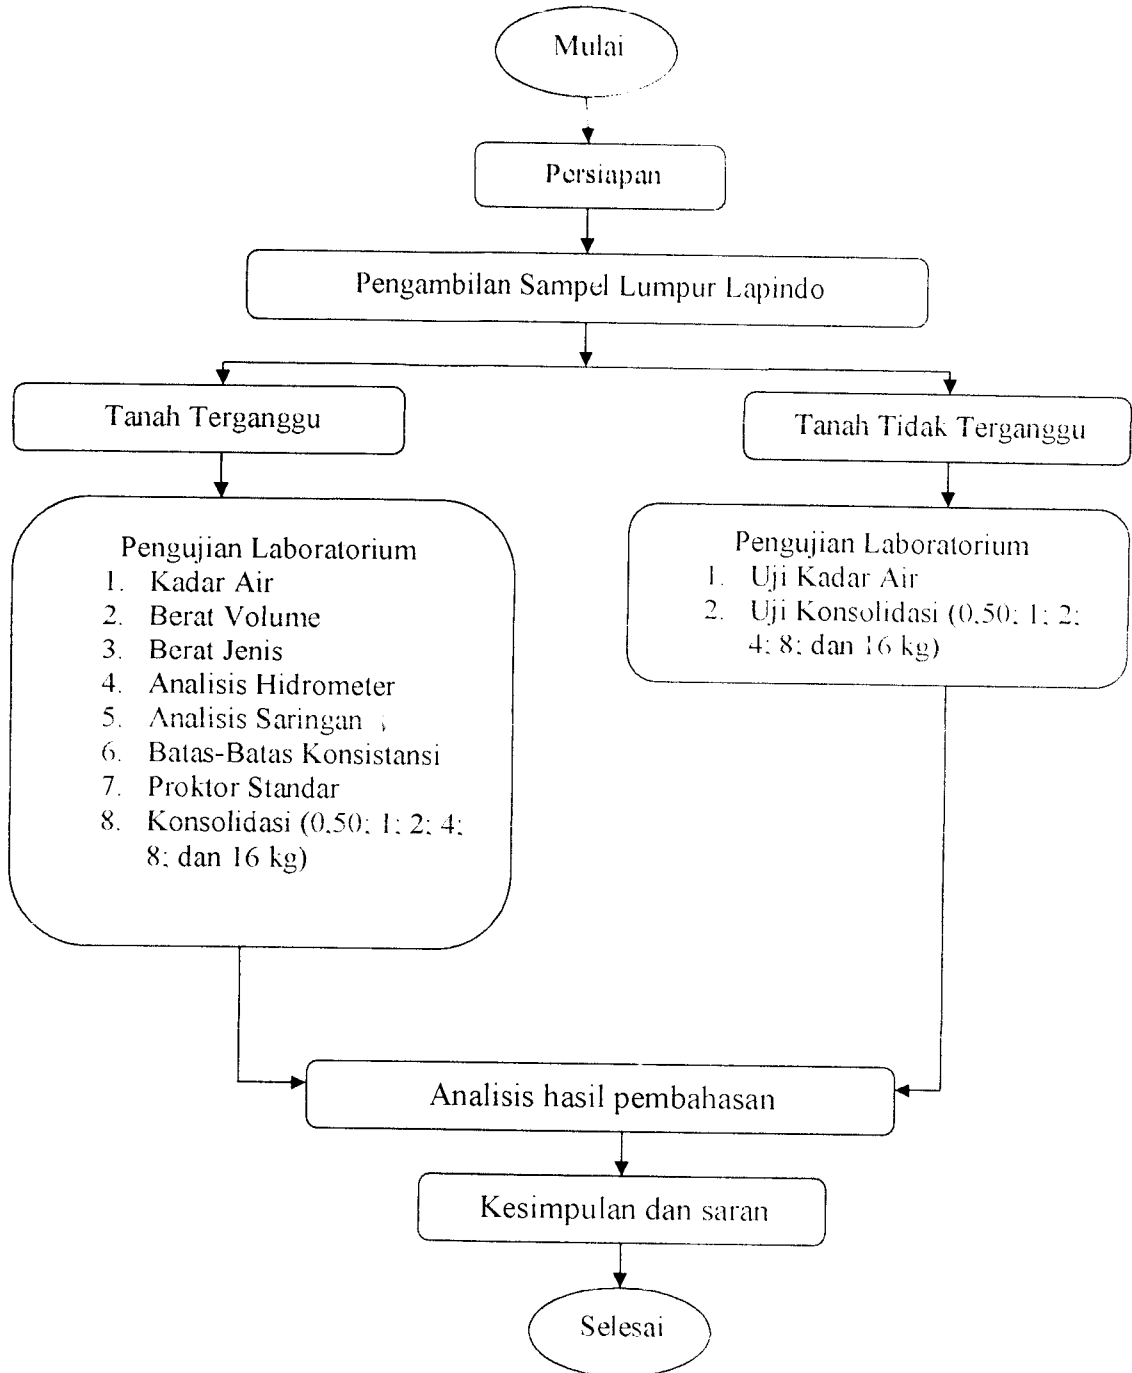 Mulai
Persiapan
Pengambilan Sampel Lumpur Lapindo
Tanah Terganggu
Tanah Tidak Terganggu
Pengujian Laboratorium
1. Kadar Air
2. Berat Volume
3. Berat Jenis
4. Analisis Hidrometer
5. Analisis Saringan
6. Batas-Batas Konsistansi
7. Proktor Standar
8. Konsolidasi (0,50; 1; 2; 4;
8; dan 16 kg)
Pengujian Laboratorium
1. Uji Kadar Air
2. Uji Konsolidasi (0,50; 1; 2;
4; 8; dan 16 kg)
Analisis hasil pembahasan
Kesimpulan dan saran
Selesai